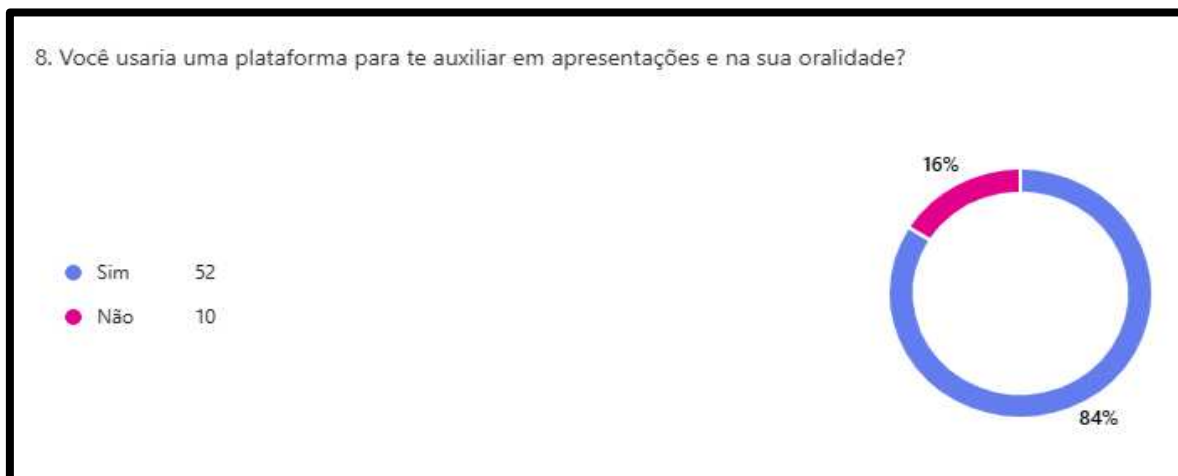 8. Você usaria uma plataforma para te auxiliar em apresentações e na sua oralidade?
16%
Sim 52
Não 10
84%